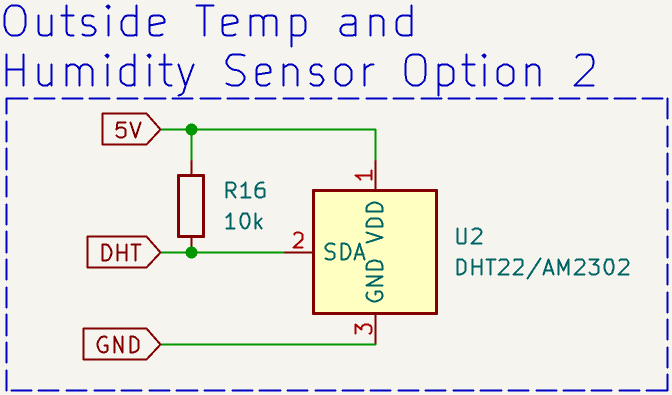 Outside Temp and
Humidity Sensor Option 2
5V
1
R16
10k
VDD
U2
DHT22/AM2302
DHT
2
SDA
GND
3
GND